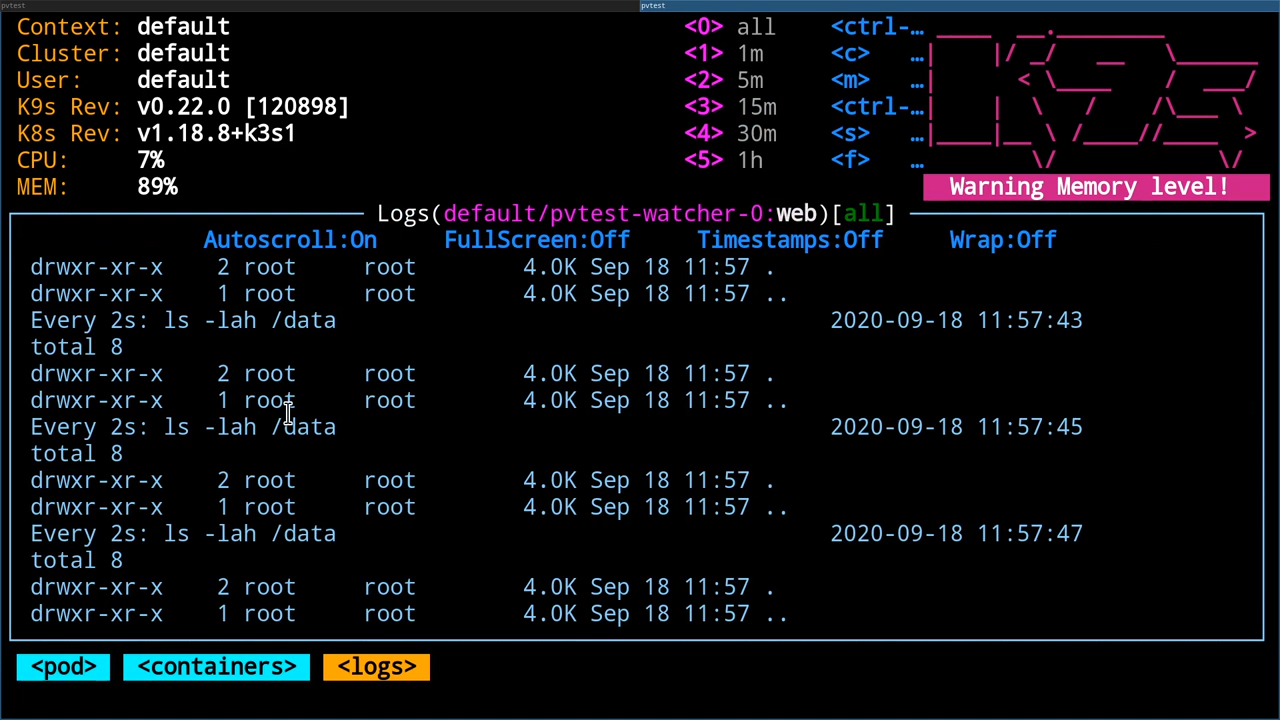 pvtest pvtest
Context: default <0> all <ctrl-…
Cluster: default <1> 1m <c> …
User: default <2> 5m <m> …
K9s Rev: v0.22.0 [120898] <3> 15m <ctrl-…
K8s Rev: v1.18.8+k3s1 <4> 30m <s> …
CPU: 7% <5> 1h <f> …
MEM: 89% Warning Memory level!
Logs(default/pvtest-watcher-0:web)[all]
Autoscroll:On FullScreen:Off Timestamps:Off Wrap:Off
drwxr-xr-x 2 root root 4.0K Sep 18 11:57 .
drwxr-xr-x 1 root root 4.0K Sep 18 11:57 ..
Every 2s: ls -lah /data 2020-09-18 11:57:43
total 8
drwxr-xr-x 2 root root 4.0K Sep 18 11:57 .
drwxr-xr-x 1 root root 4.0K Sep 18 11:57 ..
Every 2s: ls -lah /data 2020-09-18 11:57:45
total 8
drwxr-xr-x 2 root root 4.0K Sep 18 11:57 .
drwxr-xr-x 1 root root 4.0K Sep 18 11:57 ..
Every 2s: ls -lah /data 2020-09-18 11:57:47
total 8
drwxr-xr-x 2 root root 4.0K Sep 18 11:57 .
drwxr-xr-x 1 root root 4.0K Sep 18 11:57 ..
<pod> <containers> <logs>